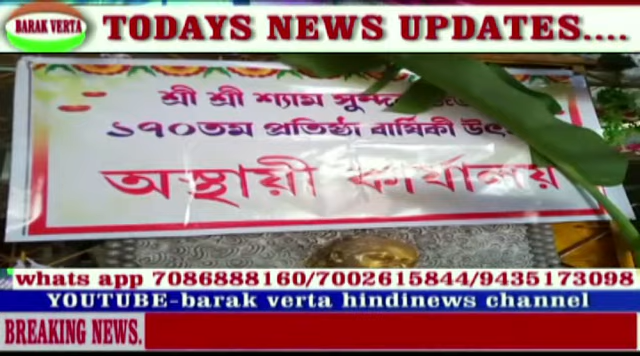 BARAK VERTA
TODAYS NEWS UPDATES....
শ্রী শ্রী শ্যাম সুন্দর
১৭০তম প্রতিষ্ঠা বার্ষিকী
অস্থায়ী কার্যালয়
whats app 7086888160/7002615844/9435173098
YOUTUBE-barak verta hindinews channel
BREAKING NEWS.